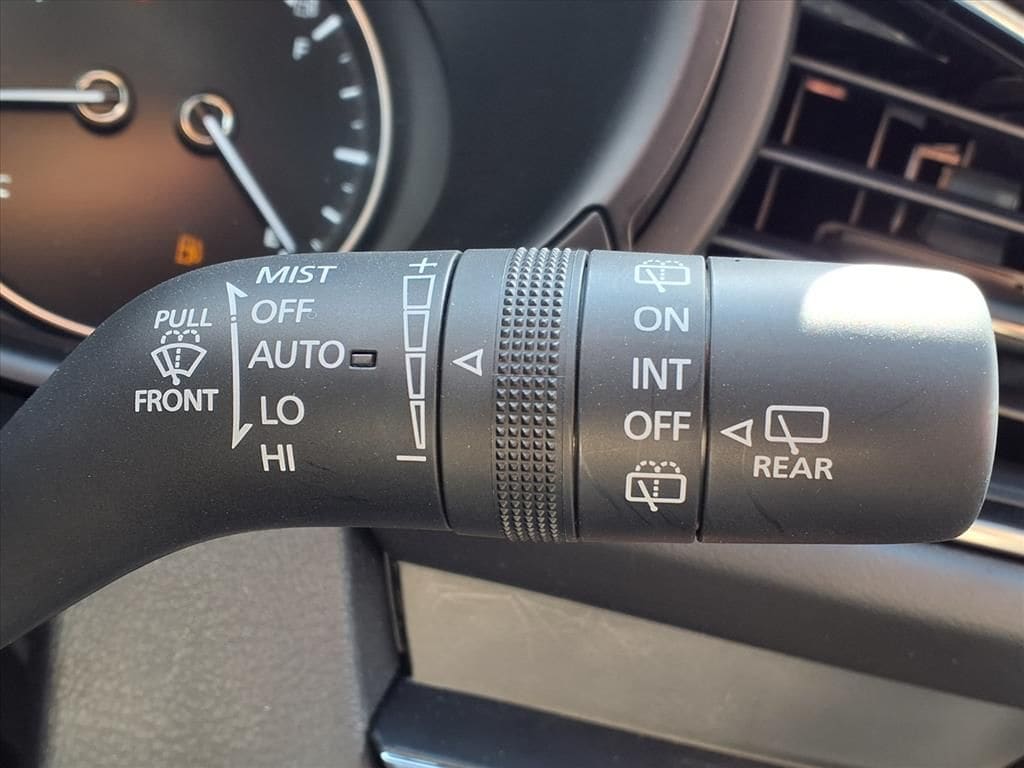 F
E
PULL
FRONT
MIST
OFF
AUTO
LO
HI
+
−
ON
INT
OFF
REAR